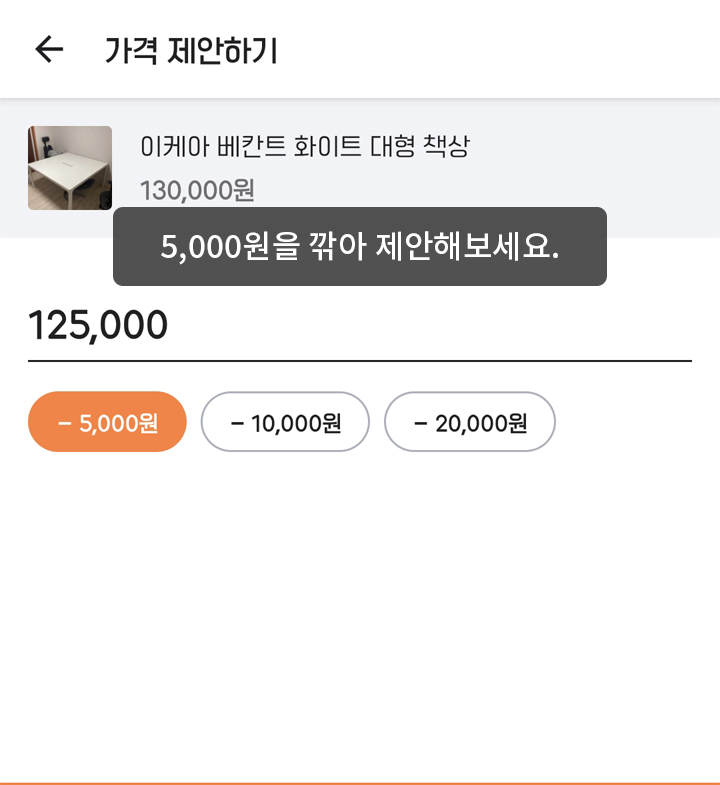 가격 제안하기
이케아 베칸트 화이트 대형 책상
130,000원
5,000원을 깎아 제안해보세요.
125,000
– 5,000원
– 10,000원
– 20,000원